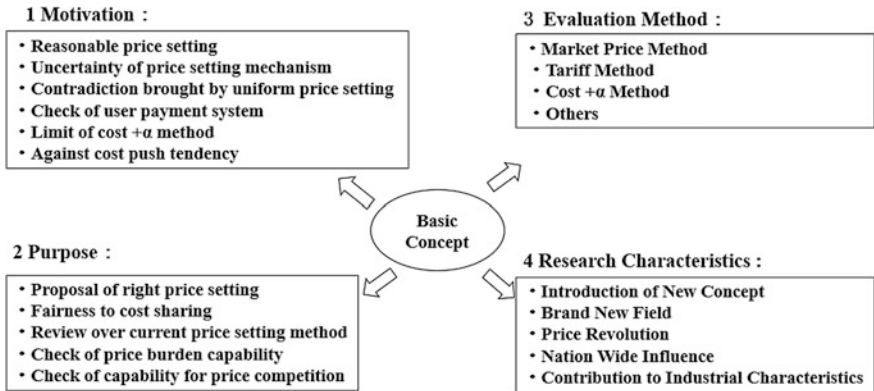 1 Motivation :
・Reasonable price setting
・Uncertainty of price setting mechanism
・Contradiction brought by uniform price setting
・Check of user payment system
・Limit of cost +α method
・Against cost push tendency
2 Purpose :
・Proposal of right price setting
・Fairness to cost sharing
・Review over current price setting method
・Check of price burden capability
・Check of capability for price competition
Basic
Concept
3 Evaluation Method :
・Market Price Method
・Tariff Method
・Cost +α Method
・Others
4 Research Characteristics :
・Introduction of New Concept
・Brand New Field
・Price Revolution
・Nation Wide Influence
・Contribution to Industrial Characteristics